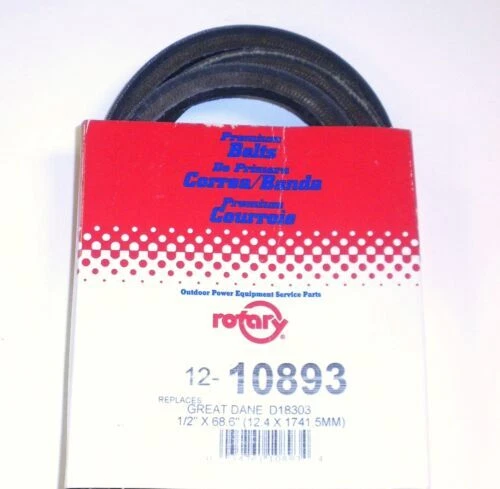 Premium
Belts
De Primera
Correa/Banda
Premium
Courroie
Outdoor Power Equipment Service Parts
rotary®
12- 10893
REPLACES
GREAT DANE D18303
1/2" X 68.6" (12.4 X 1741.5MM)